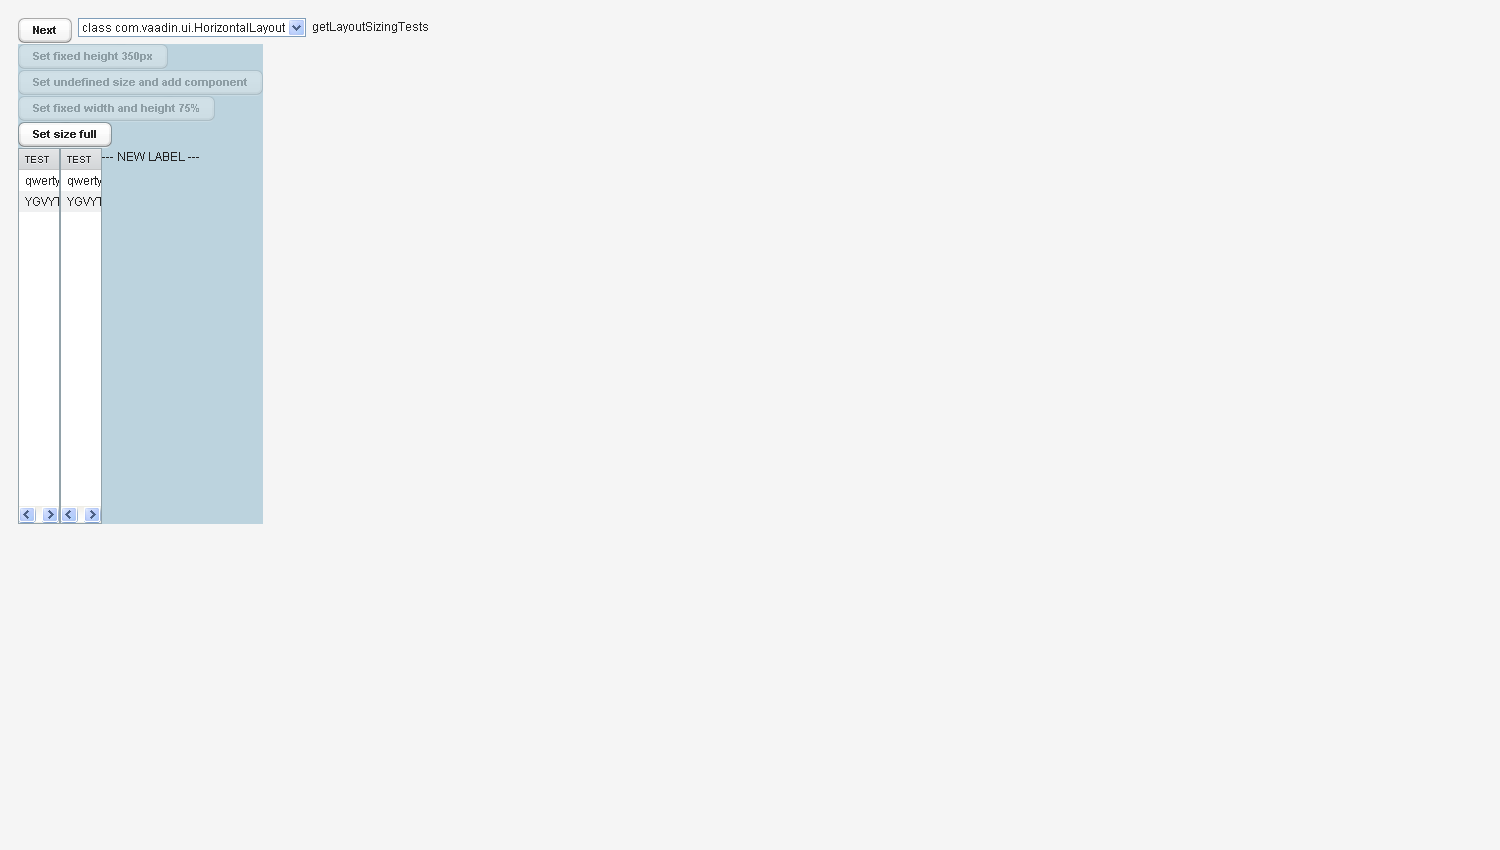 Next class com.vaadin.ui.HorizontalLayout getLayoutSizingTests
Set fixed height 350px
Set undefined size and add component
Set fixed width and height 75%
Set size full
TEST TEST --- NEW LABEL ---
qwerty qwerty
YGVYT YGVYT